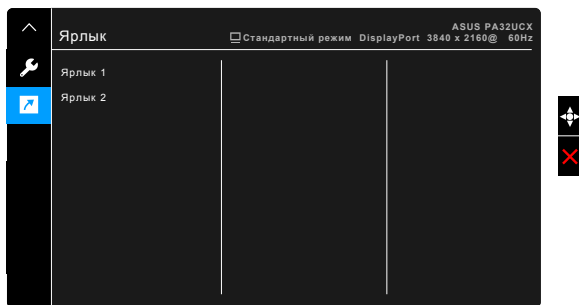 ASUS PA32UCX
Ярлык
Стандартный режим DisplayPort 3840 x 2160@ 60Hz
Ярлык 1
Ярлык 2